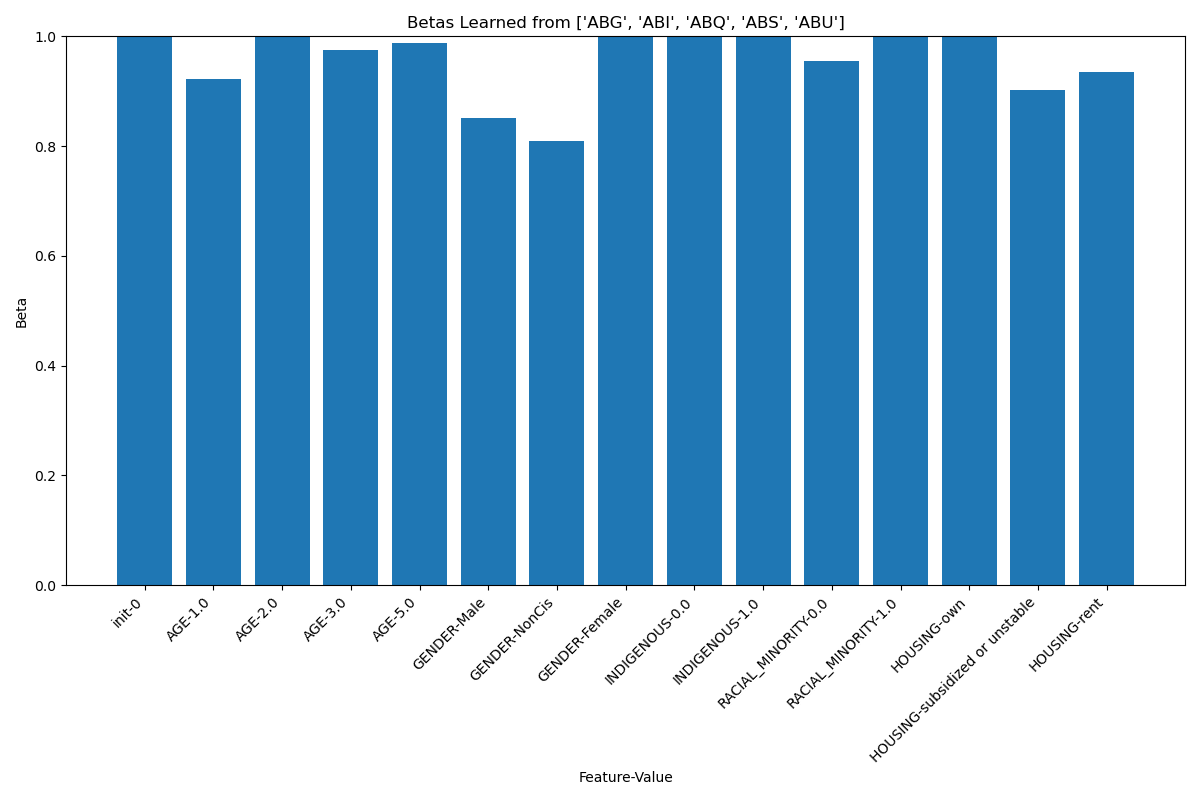 Betas Learned from ['ABG', 'ABI', 'ABQ', 'ABS', 'ABU']
1.0
0.8
0.6
0.4
0.2
0.0
Beta
init-0
AGE-1.0
AGE-2.0
AGE-3.0
AGE-5.0
GENDER-Male
GENDER-NonCis
GENDER-Female
INDIGENOUS-0.0
INDIGENOUS-1.0
RACIAL_MINORITY-0.0
RACIAL_MINORITY-1.0
HOUSING-own
HOUSING-subsidized or unstable
HOUSING-rent
Feature-Value